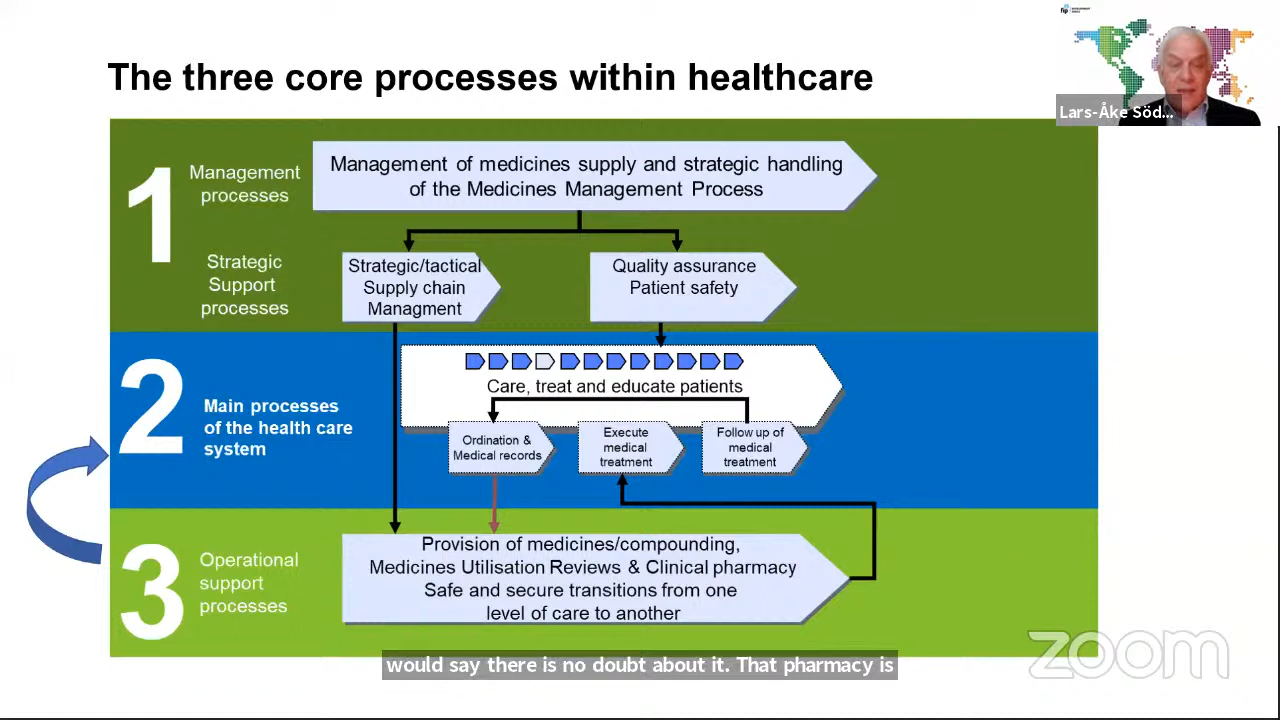 fip
The three core processes within healthcare
Lars-Åke Söd...
1
Management
processes
Management of medicines supply and strategic handling
of the Medicines Management Process
Strategic
Support
processes
Strategic/tactical
Supply chain
Managment
Quality assurance
Patient safety
2
Main processes
of the health care
system
Care, treat and educate patients
Ordination &
Medical records
Execute
medical
treatment
Follow up of
medical
treatment
3
Operational
support
processes
Provision of medicines/compounding,
Medicines Utilisation Reviews & Clinical pharmacy
Safe and secure transitions from one
level of care to another
zoom
would say there is no doubt about it. That pharmacy is